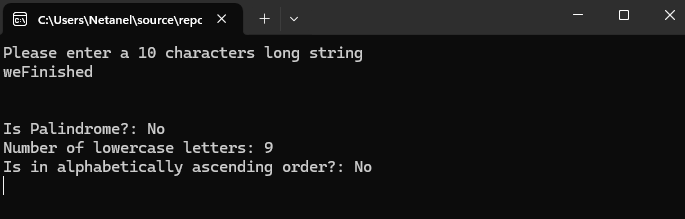 C:\Users\Netanel\source\repc
Please enter a 10 characters long string
weFinished
Is Palindrome?: No
Number of lowercase letters: 9
Is in alphabetically ascending order?: No